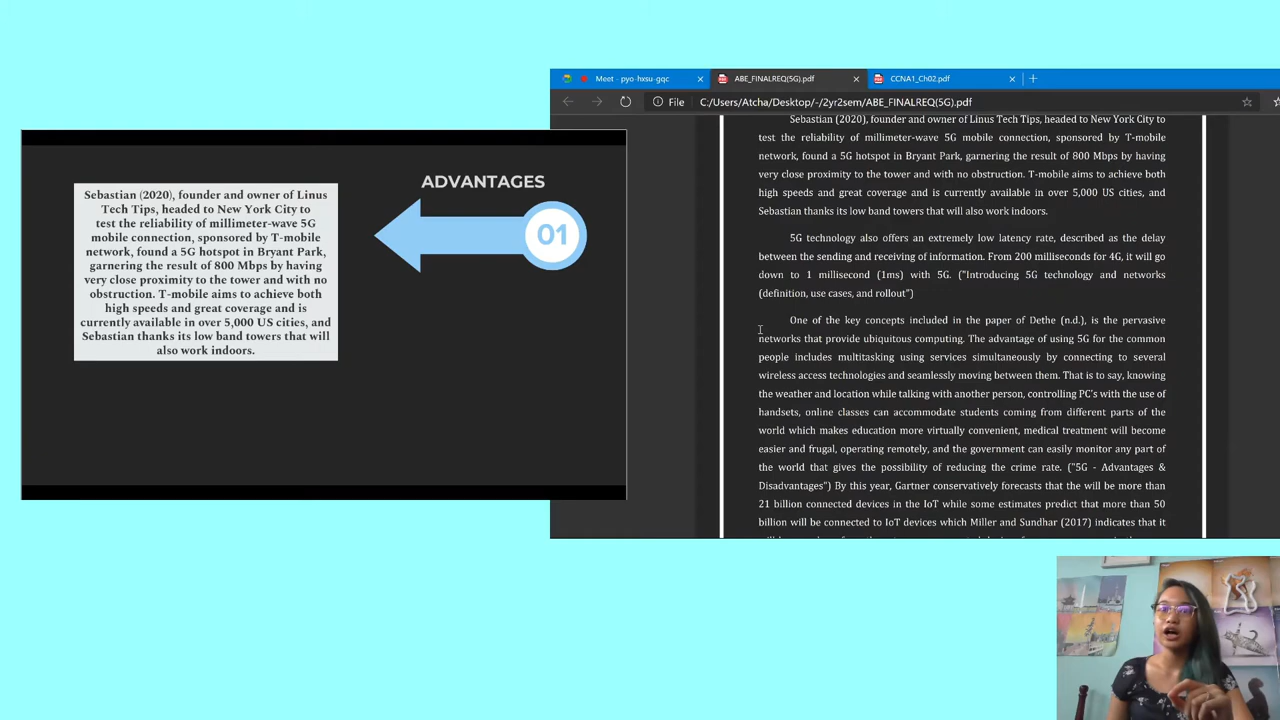 ADVANTAGES
01
Sebastian (2020), founder and owner of Linus
Tech Tips, headed to New York City to
test the reliability of millimeter-wave 5G
mobile connection, sponsored by T-mobile
network, found a 5G hotspot in Bryant Park,
garnering the result of 800 Mbps by having
very close proximity to the tower and with no
obstruction. T-mobile aims to achieve both
high speeds and great coverage and is
currently available in over 5,000 US cities, and
Sebastian thanks its low band towers that will
also work indoors.
Meet - pyo-hxsu-gqc
ABE_FINALREQ(5G).pdf
CCNA1_Ch02.pdf
File C:/Users/Atcha/Desktop/-/2yr2sem/ABE_FINALREQ(5G).pdf
Sebastian (2020), founder and owner of Linus Tech Tips, headed to New York City to
test the reliability of millimeter-wave 5G mobile connection, sponsored by T-mobile
network, found a 5G hotspot in Bryant Park, garnering the result of 800 Mbps by having
very close proximity to the tower and with no obstruction. T-mobile aims to achieve both
high speeds and great coverage and is currently available in over 5,000 US cities, and
Sebastian thanks its low band towers that will also work indoors.
5G technology also offers an extremely low latency rate, described as the delay
between the sending and receiving of information. From 200 milliseconds for 4G, it will go
down to 1 millisecond (1ms) with 5G. ("Introducing 5G technology and networks
(definition, use cases, and rollout")
One of the key concepts included in the paper of Dethe (n.d.), is the pervasive
networks that provide ubiquitous computing. The advantage of using 5G for the common
people includes multitasking using services simultaneously by connecting to several
wireless access technologies and seamlessly moving between them. That is to say, knowing
the weather and location while talking with another person, controlling PC's with the use of
handsets, online classes can accommodate students coming from different parts of the
world which makes education more virtually convenient, medical treatment will become
easier and frugal, operating remotely, and the government can easily monitor any part of
the world that gives the possibility of reducing the crime rate. ("5G - Advantages &
Disadvantages") By this year, Gartner conservatively forecasts that the will be more than
21 billion connected devices in the IoT while some estimates predict that more than 50
billion will be connected to IoT devices which Miller and Sundhar (2017) indicates that it